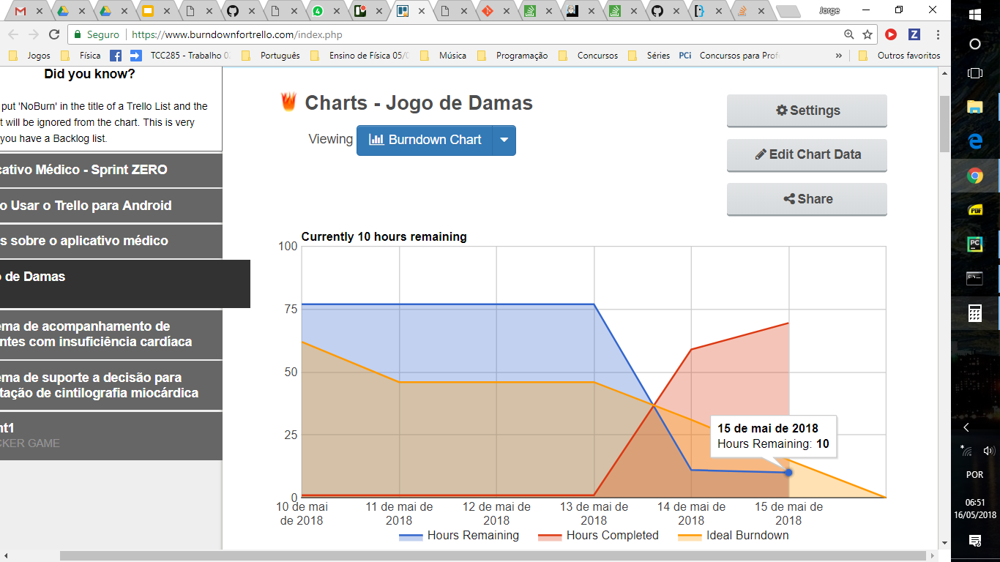 Jorge
Seguro https://www.burndownfortrello.com/index.php
Jogos Física TCC285 - Trabalho 02 Português Ensino de Física 05/0 Música Programação Concursos Séries PCi Concursos para Prof » Outros favoritos
Did you know?
put 'NoBurn' in the title of a Trello List and the
t will be ignored from the chart. This is very
you have a Backlog list.
cativo Médico - Sprint ZERO
o Usar o Trello para Android
s sobre o aplicativo médico
o de Damas
ema de acompanhamento de
entes com insuficiência cardíaca
ema de suporte a decisão para
tação de cintilografia miocárdica
nt1
CKER GAME
Charts - Jogo de Damas
Viewing Burndown Chart
Settings
Edit Chart Data
Share
Currently 10 hours remaining
100
75
50
25
0
15 de mai de 2018
Hours Remaining: 10
10 de mai de 2018
11 de mai de 2018
12 de mai de 2018
13 de mai de 2018
14 de mai de 2018
15 de mai de 2018
Hours Remaining Hours Completed Ideal Burndown
POR
06:51
16/05/2018